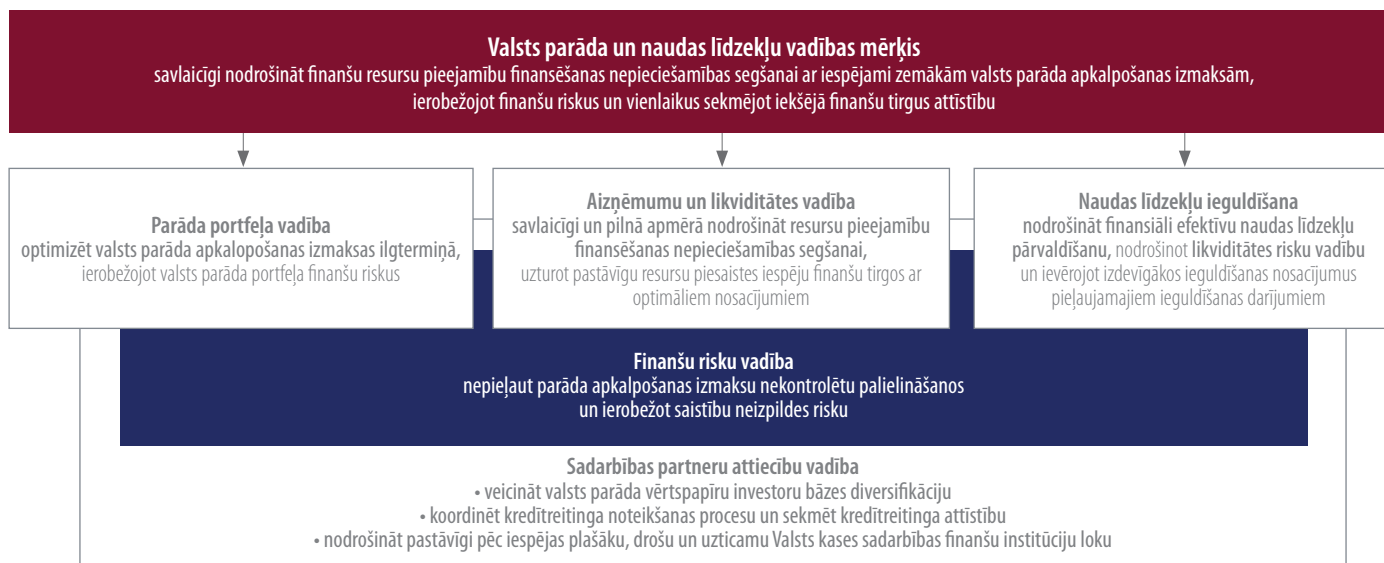 Valsts parāda un naudas līdzekļu vadības mērķis
savlaicīgi nodrošināt finanšu resursu pieejamību finansēšanas nepieciešamības segšanai ar iespējami zemākām valsts parāda apkalpošanas izmaksām,
ierobežojot finanšu riskus un vienlaikus sekmējot iekšējā finanšu tirgus attīstību
Parāda portfeļa vadība
optimizēt valsts parāda apkalopošanas izmaksas ilgtermiņā,
ierobežojot valsts parāda portfeļa finanšu riskus
Aizņēmumu un likviditātes vadība
savlaicīgi un pilnā apmērā nodrošināt resursu pieejamību
finansēšanas nepieciešamības segšanai,
uzturot pastāvīgu resursu piesaistes iespēju finanšu tirgos ar
optimāliem nosacījumiem
Naudas līdzekļu ieguldīšana
nodrošināt finansiāli efektīvu naudas līdzekļu
pārvaldīšanu, nodrošinot likviditātes risku vadību
un ievērojot izdevīgākos ieguldīšanas nosacījumus
pieļaujamajiem ieguldīšanas darījumiem
Finanšu risku vadība
nepieļaut parāda apkalpošanas izmaksu nekontrolētu palielināšanos
un ierobežot saistību neizpildes risku
Sadarbības partneru attiecību vadība
• veicināt valsts parāda vērtspapīru investoru bāzes diversifikāciju
• koordinēt kredītreitinga noteikšanas procesu un sekmēt kredītreitinga attīstību
• nodrošināt pastāvīgi pēc iespējas plašāku, drošu un uzticamu Valsts kases sadarbības finanšu institūciju loku